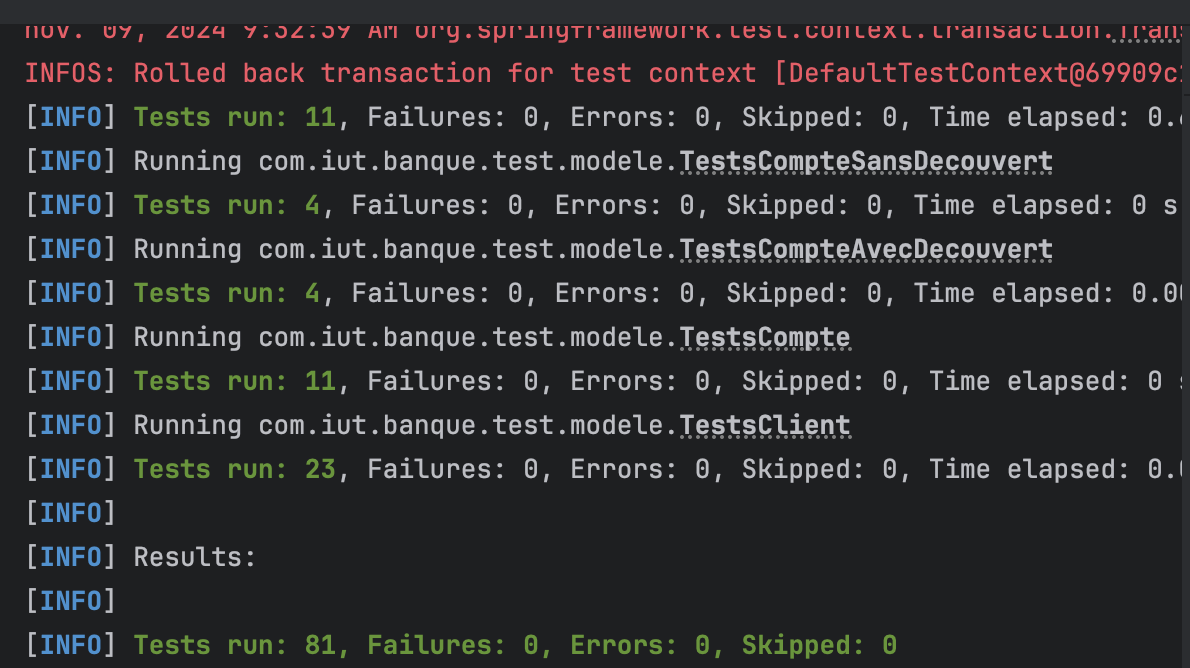 nov. 09, 2024 9:32:39 AM org.springframework.test.context.transaction.
INFOS: Rolled back transaction for test context [DefaultTestContext@69909c
[INFO] Tests run: 11, Failures: 0, Errors: 0, Skipped: 0, Time elapsed: 0.
[INFO] Running com.iut.banque.test.modele.TestsCompteSansDecouvert
[INFO] Tests run: 4, Failures: 0, Errors: 0, Skipped: 0, Time elapsed: 0 s
[INFO] Running com.iut.banque.test.modele.TestsCompteAvecDecouvert
[INFO] Tests run: 4, Failures: 0, Errors: 0, Skipped: 0, Time elapsed: 0.00
[INFO] Running com.iut.banque.test.modele.TestsCompte
[INFO] Tests run: 11, Failures: 0, Errors: 0, Skipped: 0, Time elapsed: 0
[INFO] Running com.iut.banque.test.modele.TestsClient
[INFO] Tests run: 23, Failures: 0, Errors: 0, Skipped: 0, Time elapsed: 0.0
[INFO]
[INFO] Results:
[INFO]
[INFO] Tests run: 81, Failures: 0, Errors: 0, Skipped: 0